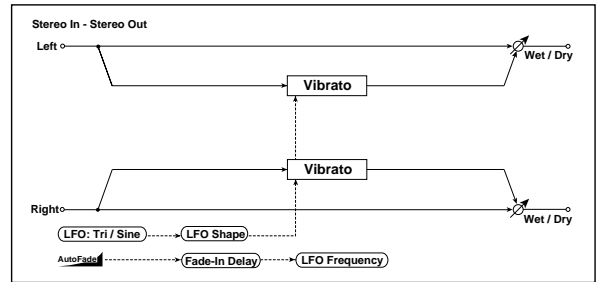 Stereo In - Stereo Out
Left
Wet / Dry
Vibrato
Vibrato
Right
Wet / Dry
LFO: Tri / Sine
LFO Shape
AutoFade
Fade-In Delay
LFO Frequency